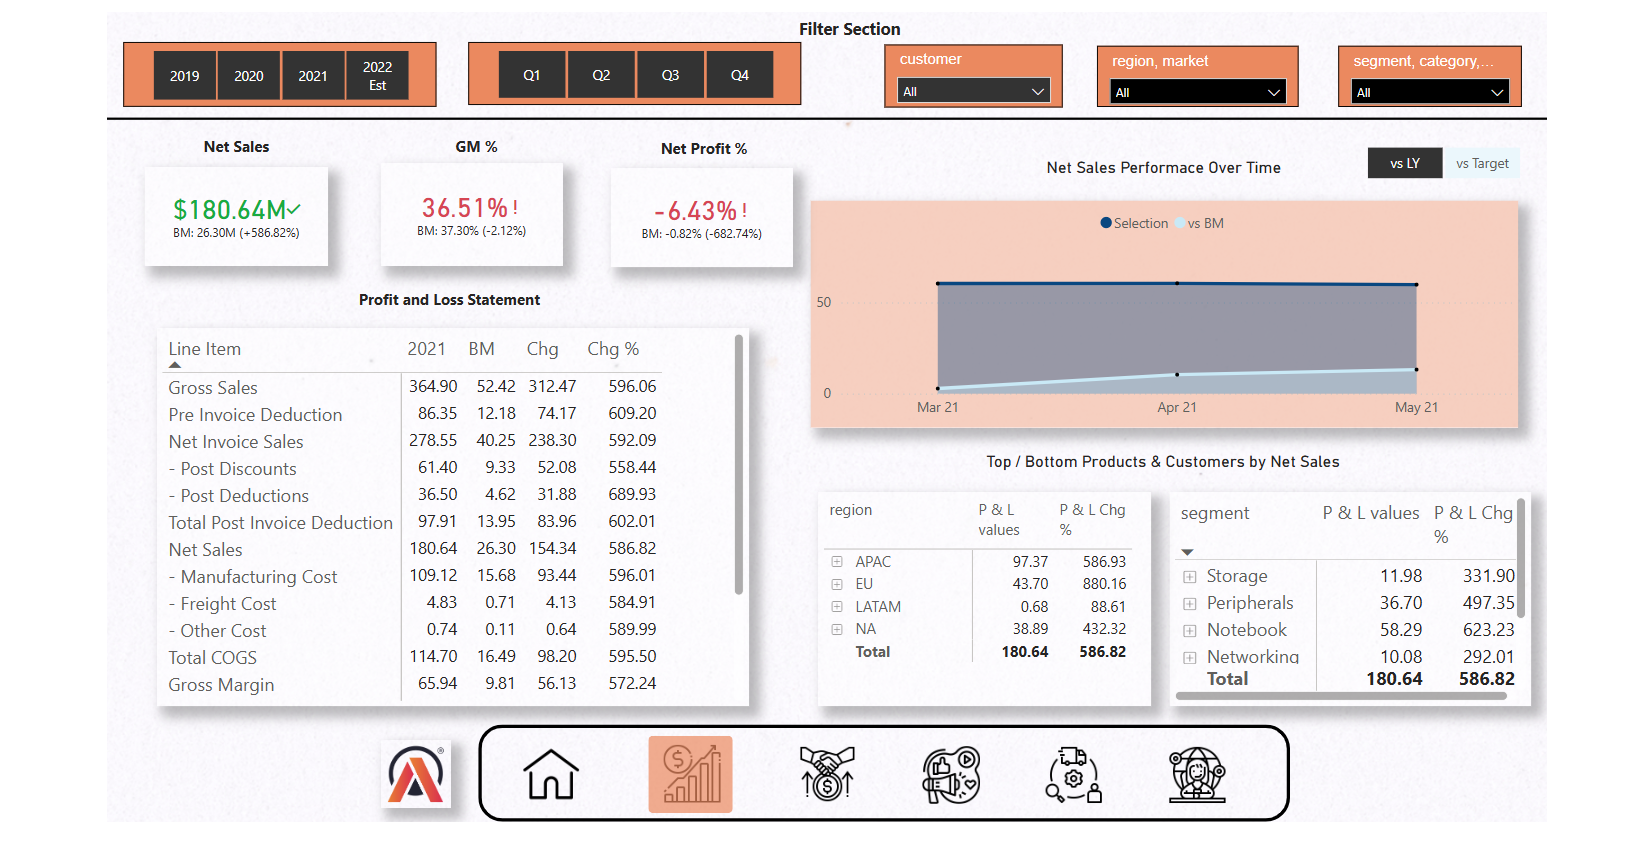 Filter Section
2019 2020 2021 2022 Est
Q1 Q2 Q3 Q4
customer
All
region, market
All
segment, category,...
All
Net Sales
$180.64M
BM: 26.30M (+586.82%)
GM %
36.51% !
BM: 37.30% (-2.12%)
Net Profit %
-6.43% !
BM: -0.82% (-682.74%)
Profit and Loss Statement
Line Item 2021 BM Chg Chg %
Gross Sales 364.90 52.42 312.47 596.06
Pre Invoice Deduction 86.35 12.18 74.17 609.20
Net Invoice Sales 278.55 40.25 238.30 592.09
- Post Discounts 61.40 9.33 52.08 558.44
- Post Deductions 36.50 4.62 31.88 689.93
Total Post Invoice Deduction 97.91 13.95 83.96 602.01
Net Sales 180.64 26.30 154.34 586.82
- Manufacturing Cost 109.12 15.68 93.44 596.01
- Freight Cost 4.83 0.71 4.13 584.91
- Other Cost 0.74 0.11 0.64 589.99
Total COGS 114.70 16.49 98.20 595.50
Gross Margin 65.94 9.81 56.13 572.24
Net Sales Performace Over Time
vs LY vs Target
Selection vs BM
50
0
Mar 21 Apr 21 May 21
Top / Bottom Products & Customers by Net Sales
region P & L values P & L Chg %
APAC 97.37 586.93
EU 43.70 880.16
LATAM 0.68 88.61
NA 38.89 432.32
Total 180.64 586.82
segment P & L values P & L Chg %
Storage 11.98 331.90
Peripherals 36.70 497.35
Notebook 58.29 623.23
Networking 10.08 292.01
Total 180.64 586.82